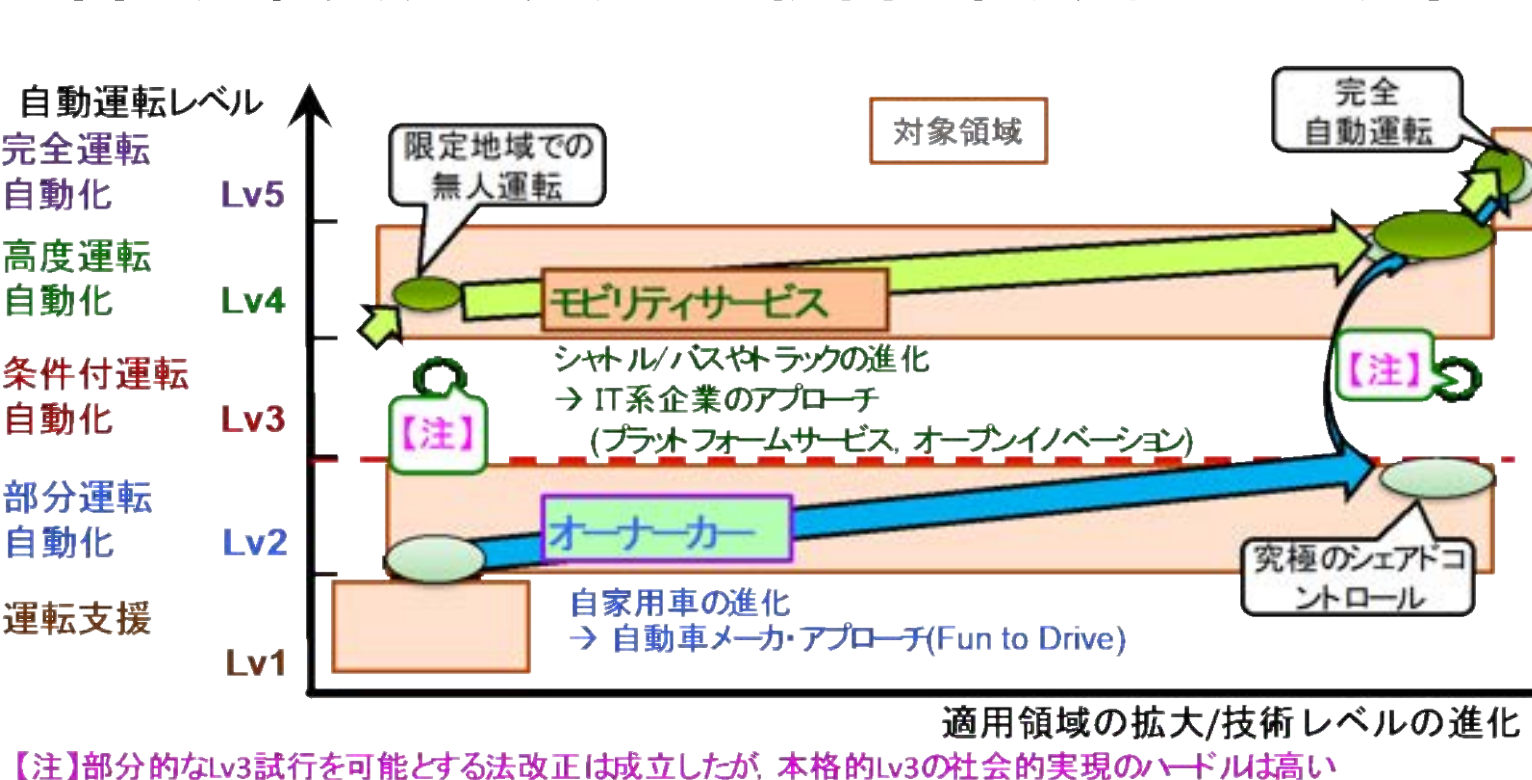 自動運転レベル
完全運転
自動化 Lv5
高度運転
自動化 Lv4
条件付運転
自動化 Lv3
部分運転
自動化 Lv2
運転支援
Lv1
限定地域での
無人運転
対象領域
完全
自動運転
モビリティサービス
シャトル/バスやトラックの進化
→ IT系企業のアプローチ
(プラットフォームサービス, オープンイノベーション)
【注】
【注】
オーナーカー
自家用車の進化
→ 自動車メーカ・アプローチ(Fun to Drive)
究極のシェアドコ
ントロール
適用領域の拡大/技術レベルの進化
【注】部分的なLv3試行を可能とする法改正は成立したが, 本格的Lv3の社会的実現のハードルは高い